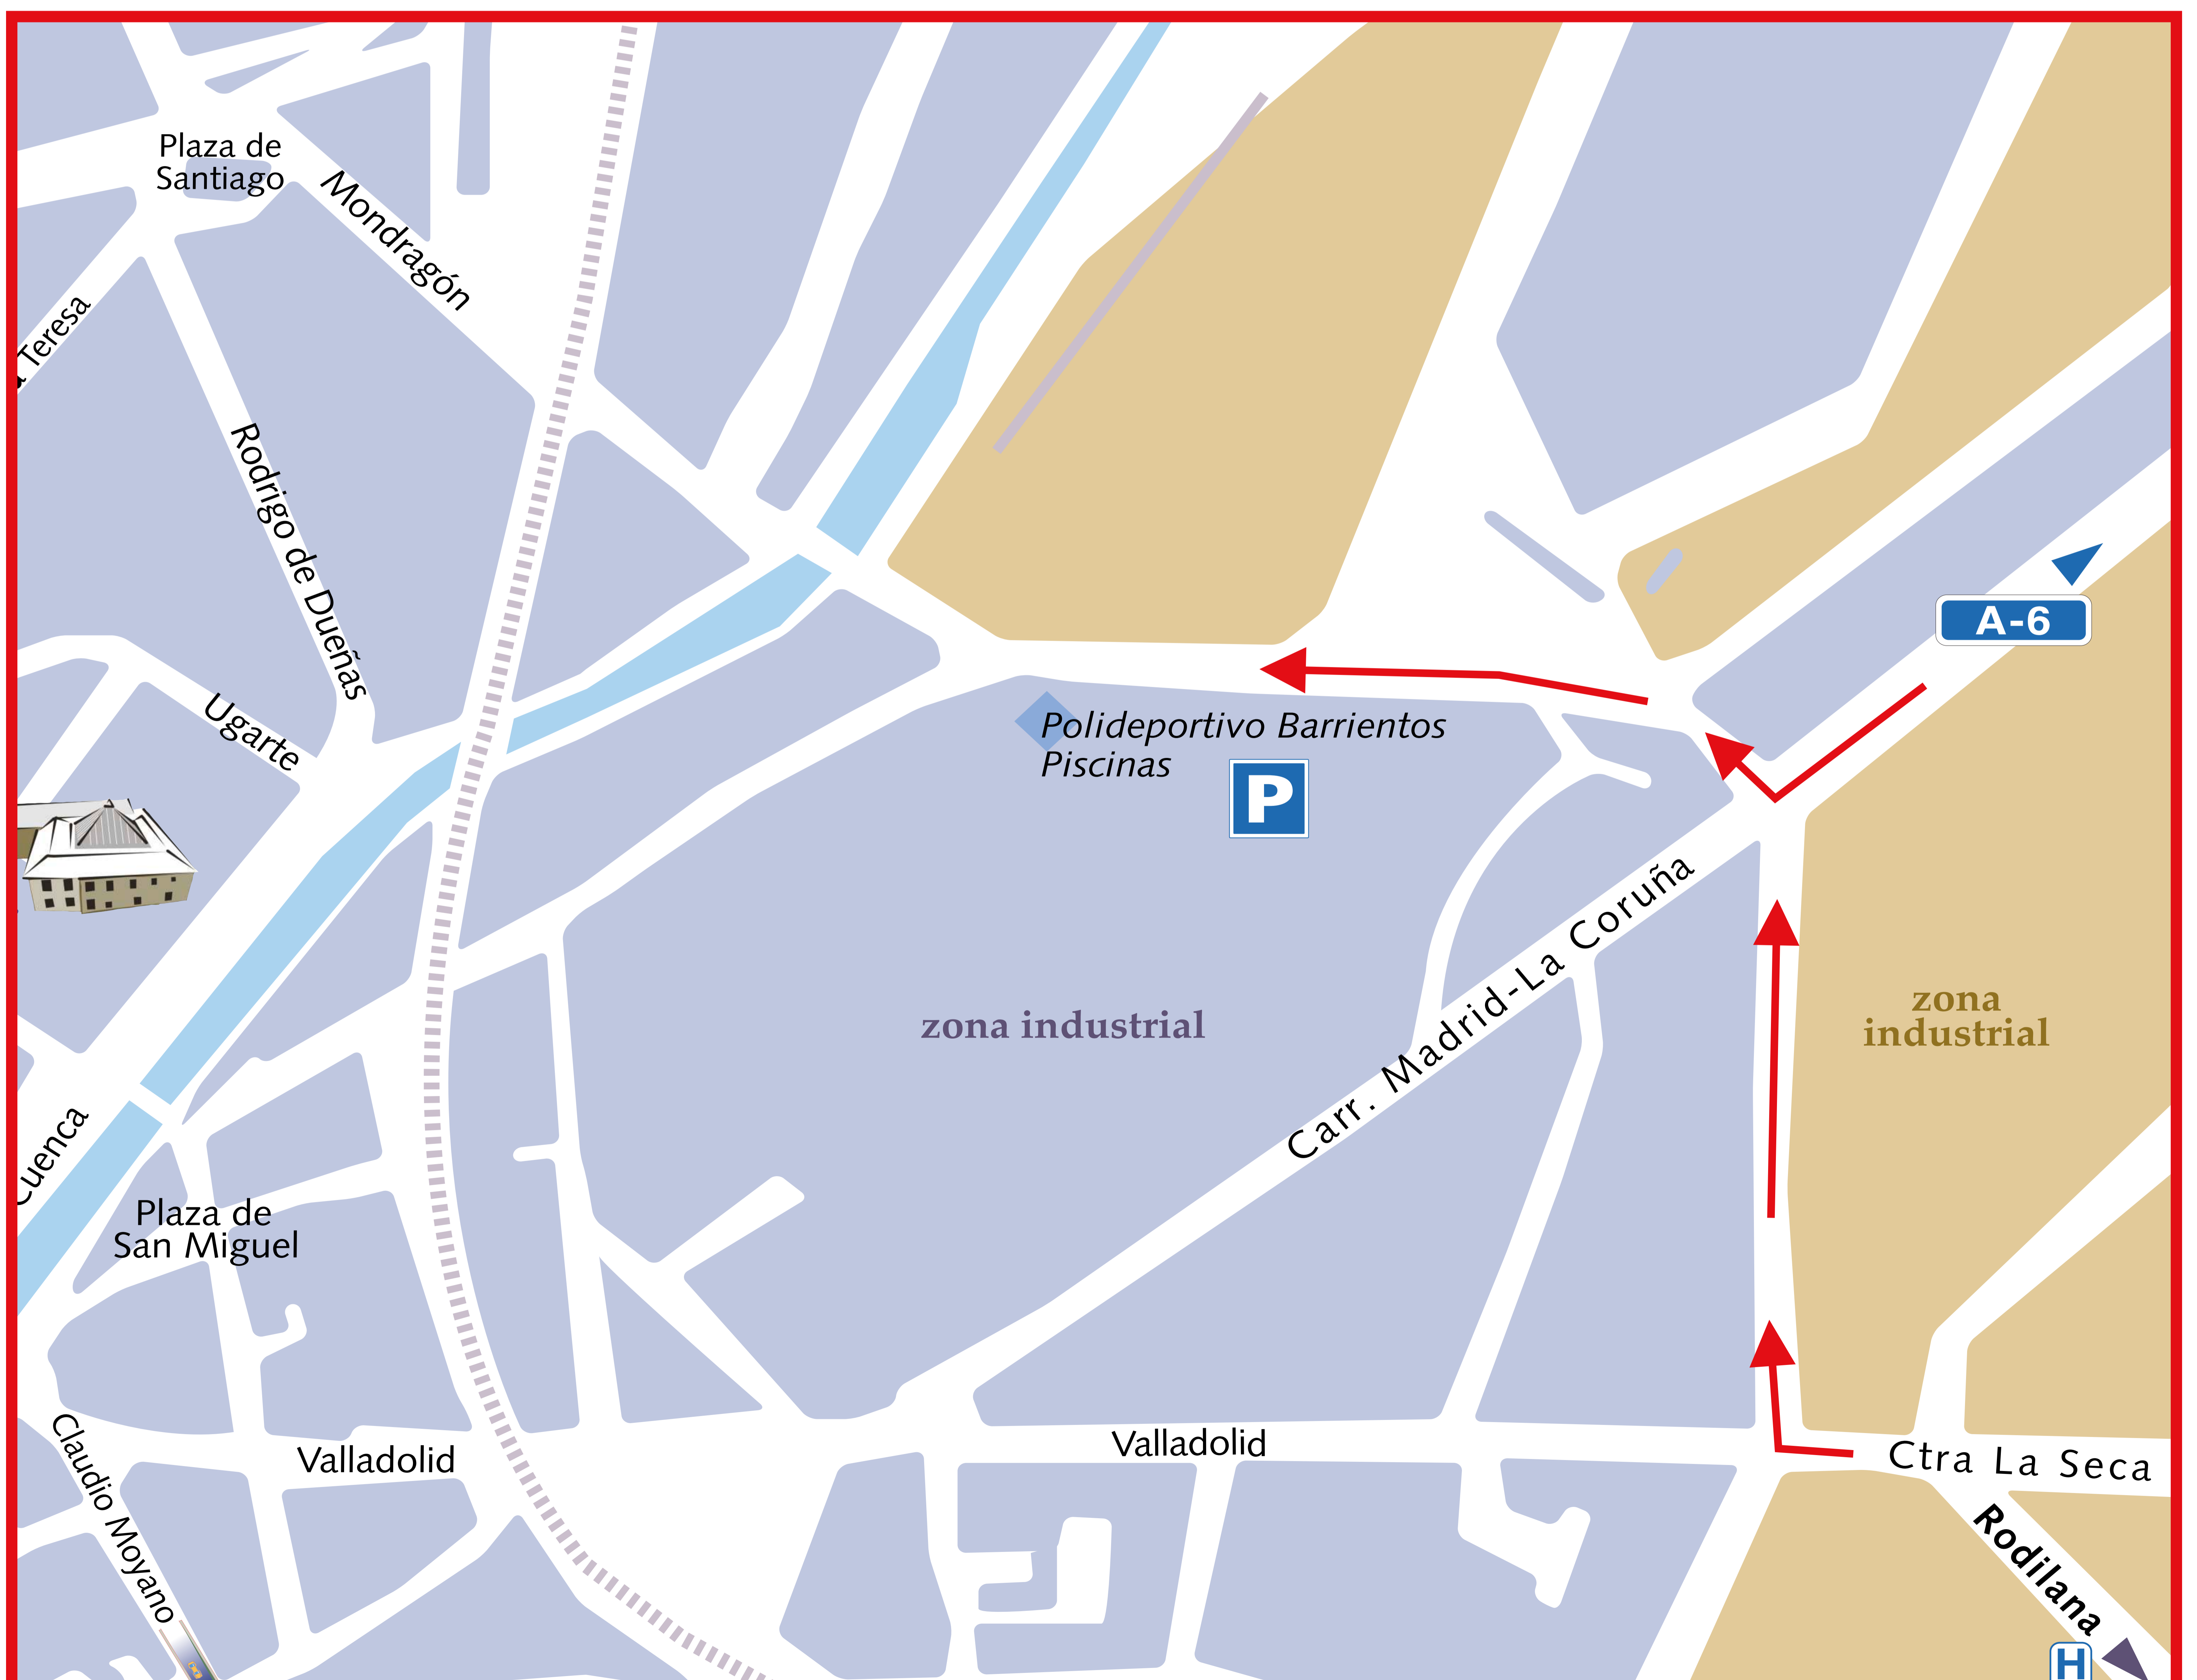 Plaza de
Santiago
Mondragón
Teresa
Rodrigo de Dueñas
Ugarte
A-6
Polideportivo Barrientos
Piscinas
P
Carr. Madrid-La Coruña
zona industrial
zona
industrial
Cuenca
Plaza de
San Miguel
Claudio Moyano
Valladolid
Valladolid
Ctra La Seca
Rodilana
H